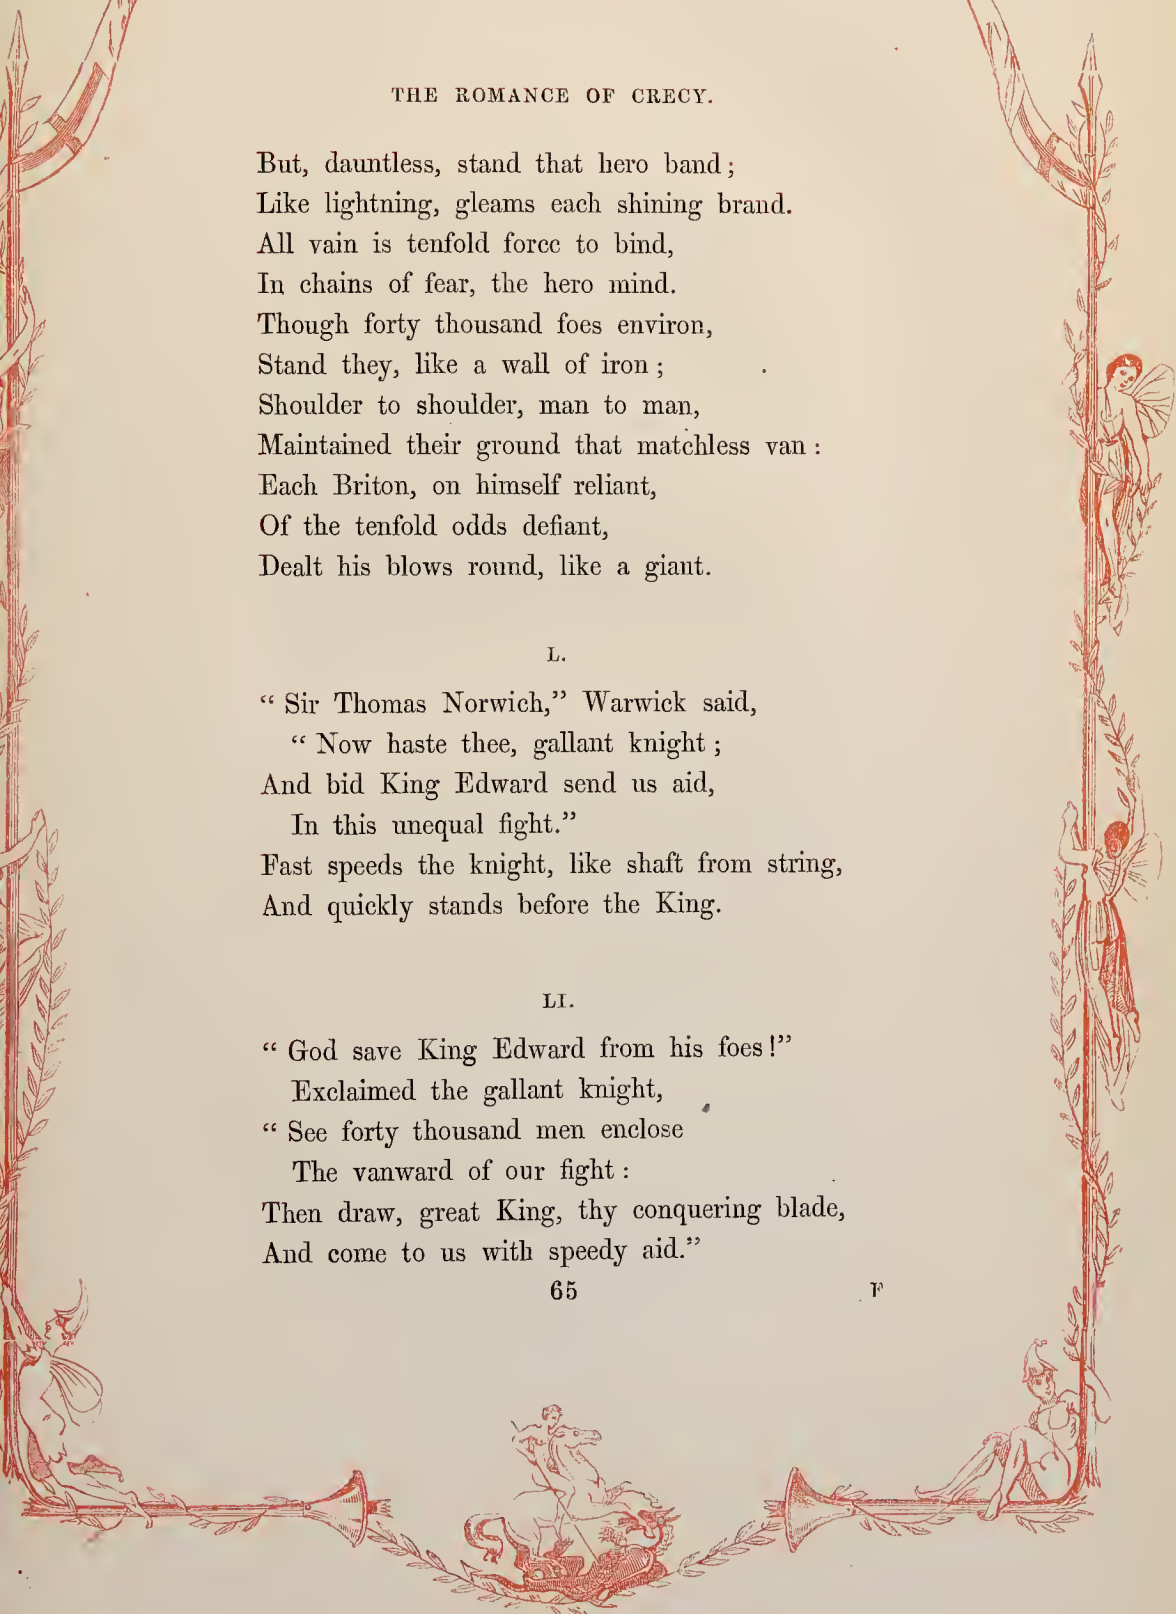 THE ROMANCE OF CRECY.
But, dauntless, stand that hero band;
Like lightning, gleams each shining brand.
All vain is tenfold force to bind,
In chains of fear, the hero mind.
Though forty thousand foes environ,
Stand they, like a wall of iron;
Shoulder to shoulder, man to man,
Maintained their ground that matchless van:
Each Briton, on himself reliant,
Of the tenfold odds defiant,
Dealt his blows round, like a giant.
L.
“Sir Thomas Norwich,” Warwick said,
“Now haste thee, gallant knight;
And bid King Edward send us aid,
In this unequal fight.”
Fast speeds the knight, like shaft from string,
And quickly stands before the King.
LI.
“God save King Edward from his foes!”
Exclaimed the gallant knight,
“See forty thousand men enclose
The vanward of our fight:
Then draw, great King, thy conquering blade,
And come to us with speedy aid.”
65 F